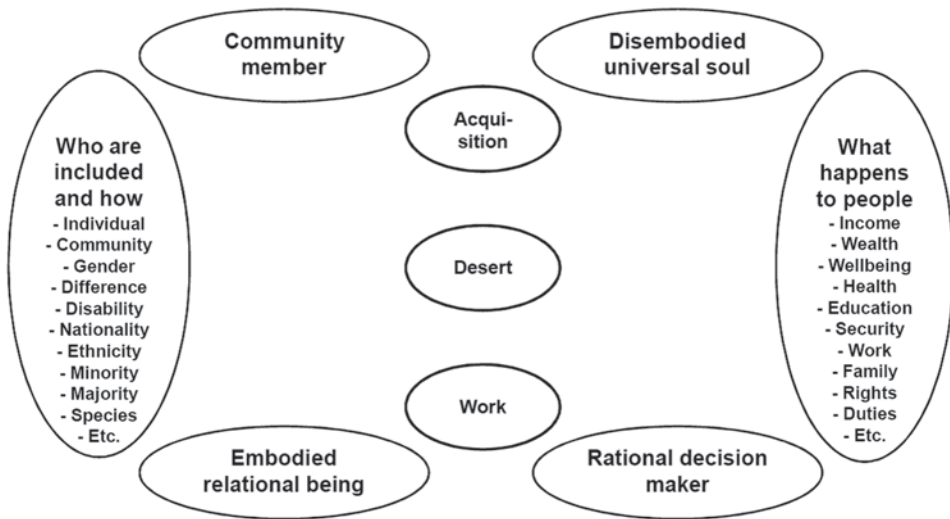 Community
member
Disembodied
universal soul
Acqui-
sition
Who are
included
and how
- Individual
- Community
- Gender
- Difference
- Disability
- Nationality
- Ethnicity
- Minority
- Majority
- Species
- Etc.
Desert
What
happens
to people
- Income
- Wealth
- Wellbeing
- Health
- Education
- Security
- Work
- Family
- Rights
- Duties
- Etc.
Work
Embodied
relational being
Rational decision
maker